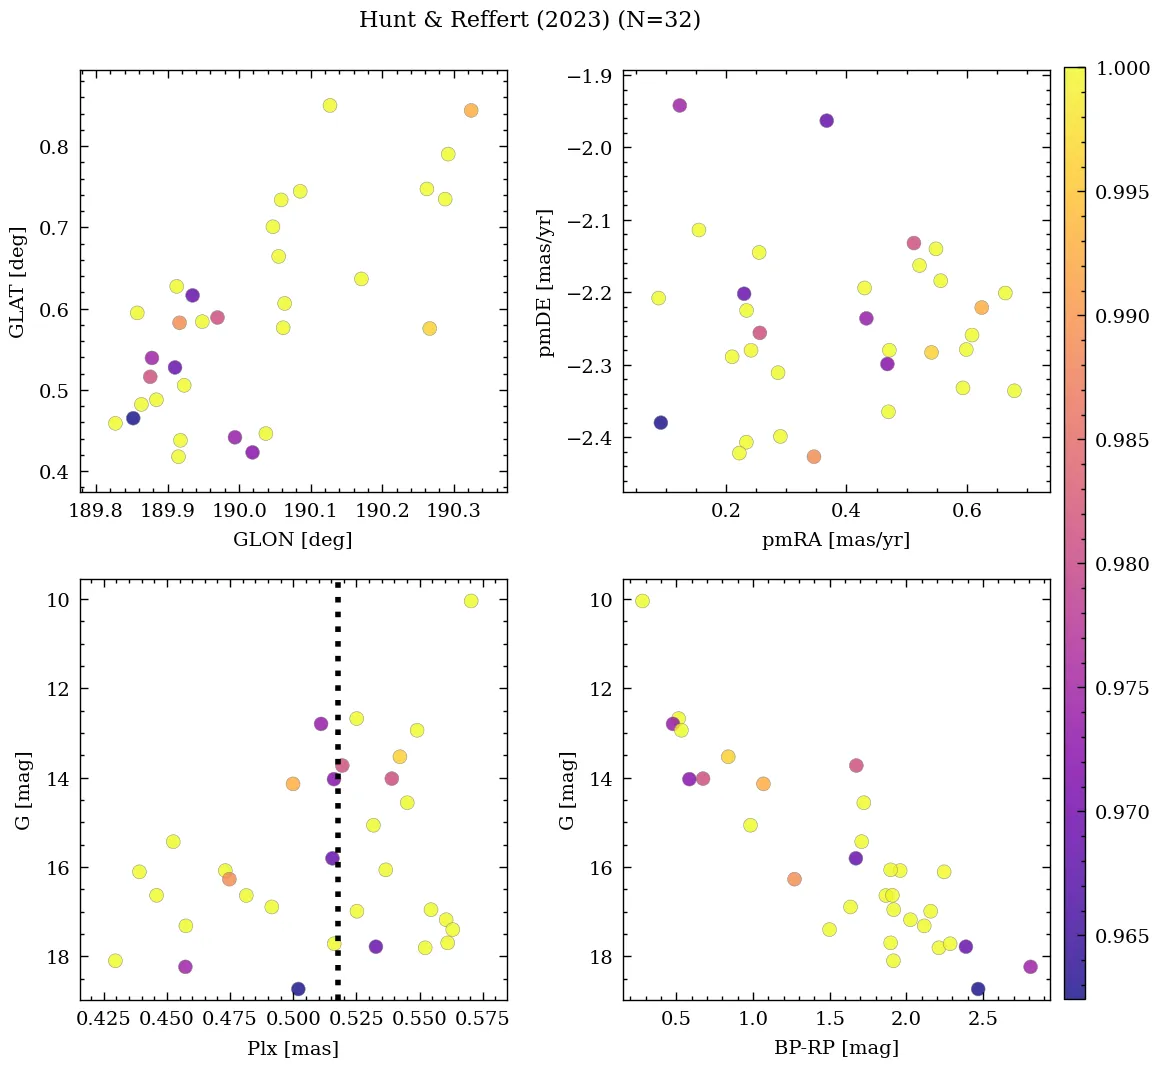 Hunt & Reffert (2023) (N=32)
0.8
0.7
0.6
0.5
0.4
GLAT [deg]
189.8 189.9 190.0 190.1 190.2 190.3
GLON [deg]
−1.9
−2.0
−2.1
−2.2
−2.3
−2.4
pmDE [mas/yr]
0.2 0.4 0.6
pmRA [mas/yr]
1.000
0.995
0.990
0.985
0.980
0.975
0.970
0.965
10
12
14
16
18
G [mag]
0.425 0.450 0.475 0.500 0.525 0.550 0.575
Plx [mas]
10
12
14
16
18
G [mag]
0.5 1.0 1.5 2.0 2.5
BP-RP [mag]